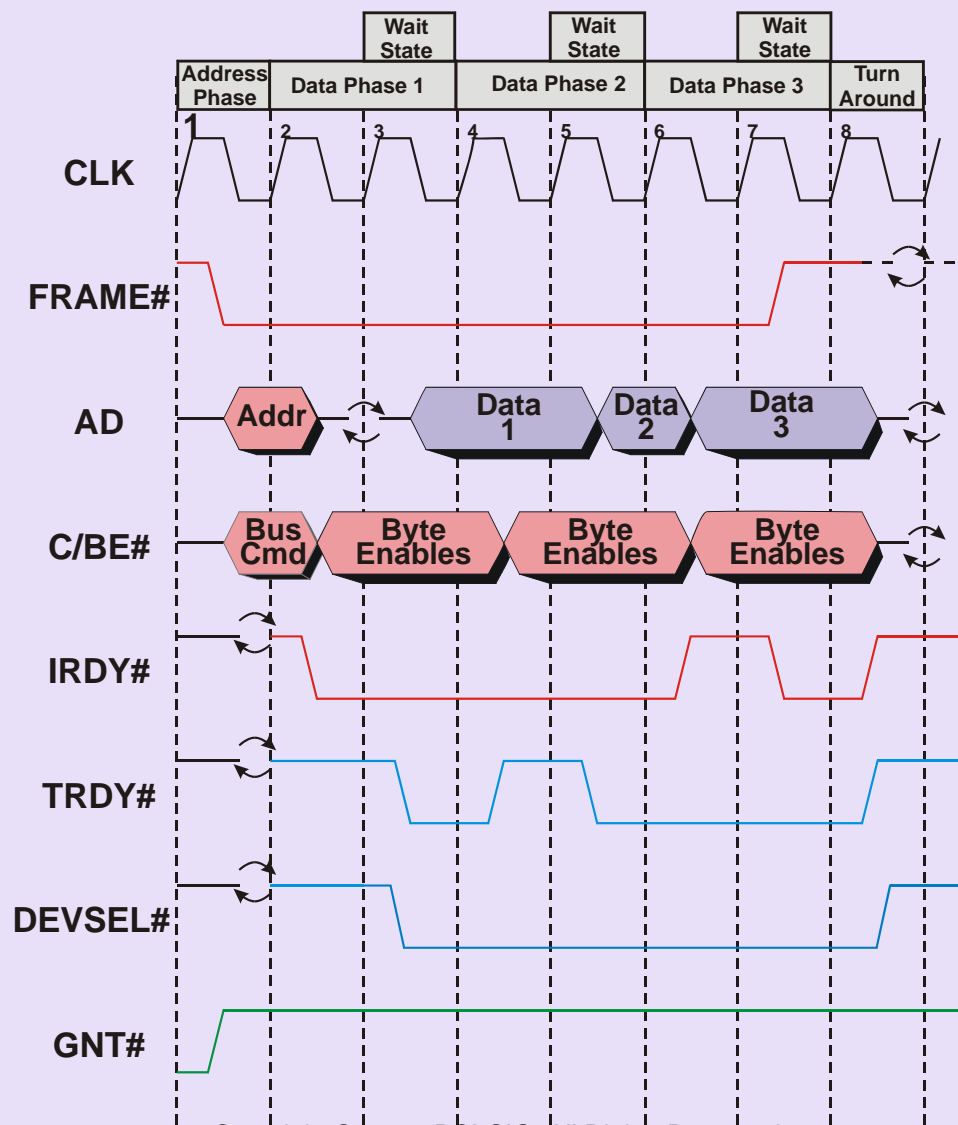 Wait
State
Wait
State
Wait
State
Address
Phase
Data Phase 1
Data Phase 2
Data Phase 3
Turn
Around
1
2
3
4
5
6
7
8
CLK
FRAME#
AD
Addr
Data
1
Data
2
Data
3
C/BE#
Bus
Cmd
Byte
Enables
Byte
Enables
Byte
Enables
IRDY#
TRDY#
DEVSEL#
GNT#